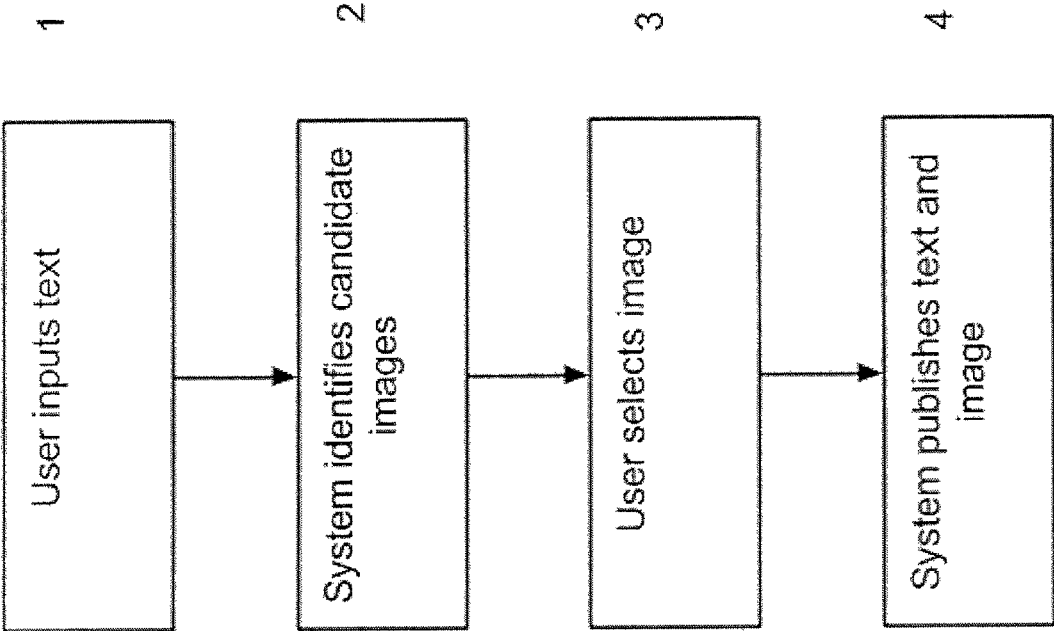 User inputs text
1
System identifies candidate
images
2
User selects image
3
System publishes text and
image
4